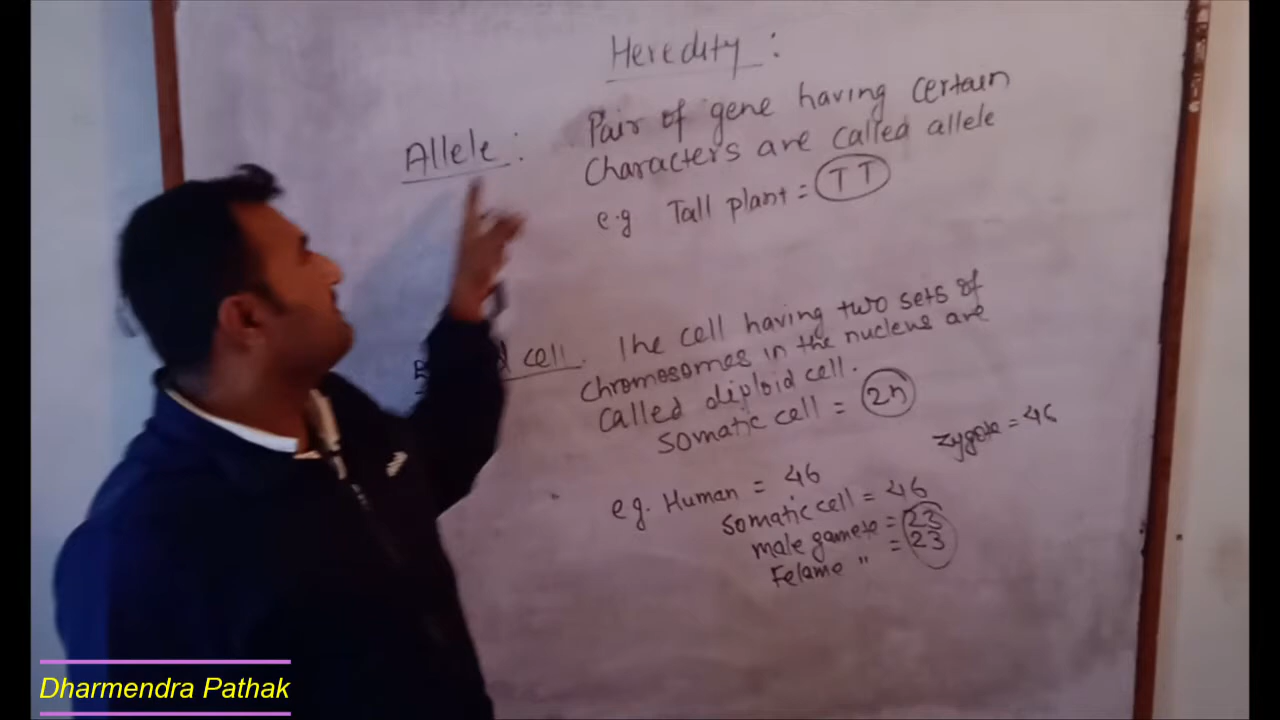 Heredity :
Allele : Pair of gene having certain
characters are called allele
e.g Tall plant = TT
cell. The cell having two sets of
chromosomes in the nucleus are
called diploid cell.
somatic cell = 2n
zygote = 46
eg. Human = 46
somatic cell = 46
male gamete = 23
Felame " = 23
Dharmendra Pathak